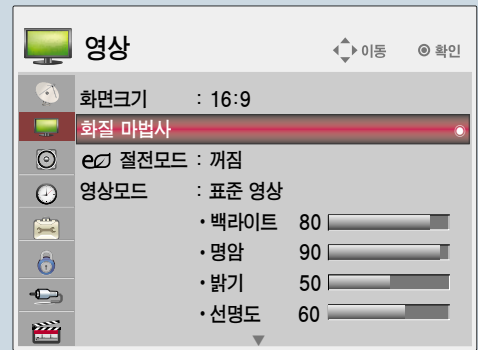 영상
이동 확인
화면크기 : 16:9
화질 마법사
eco 절전모드 : 꺼짐
영상모드 : 표준 영상
• 백라이트 80
• 명암 90
• 밝기 50
• 선명도 60